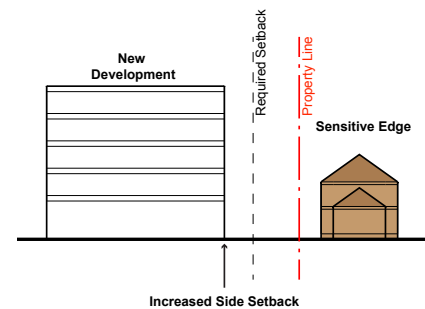 New
Development
Required Setback
Property Line
Sensitive Edge
Increased Side Setback